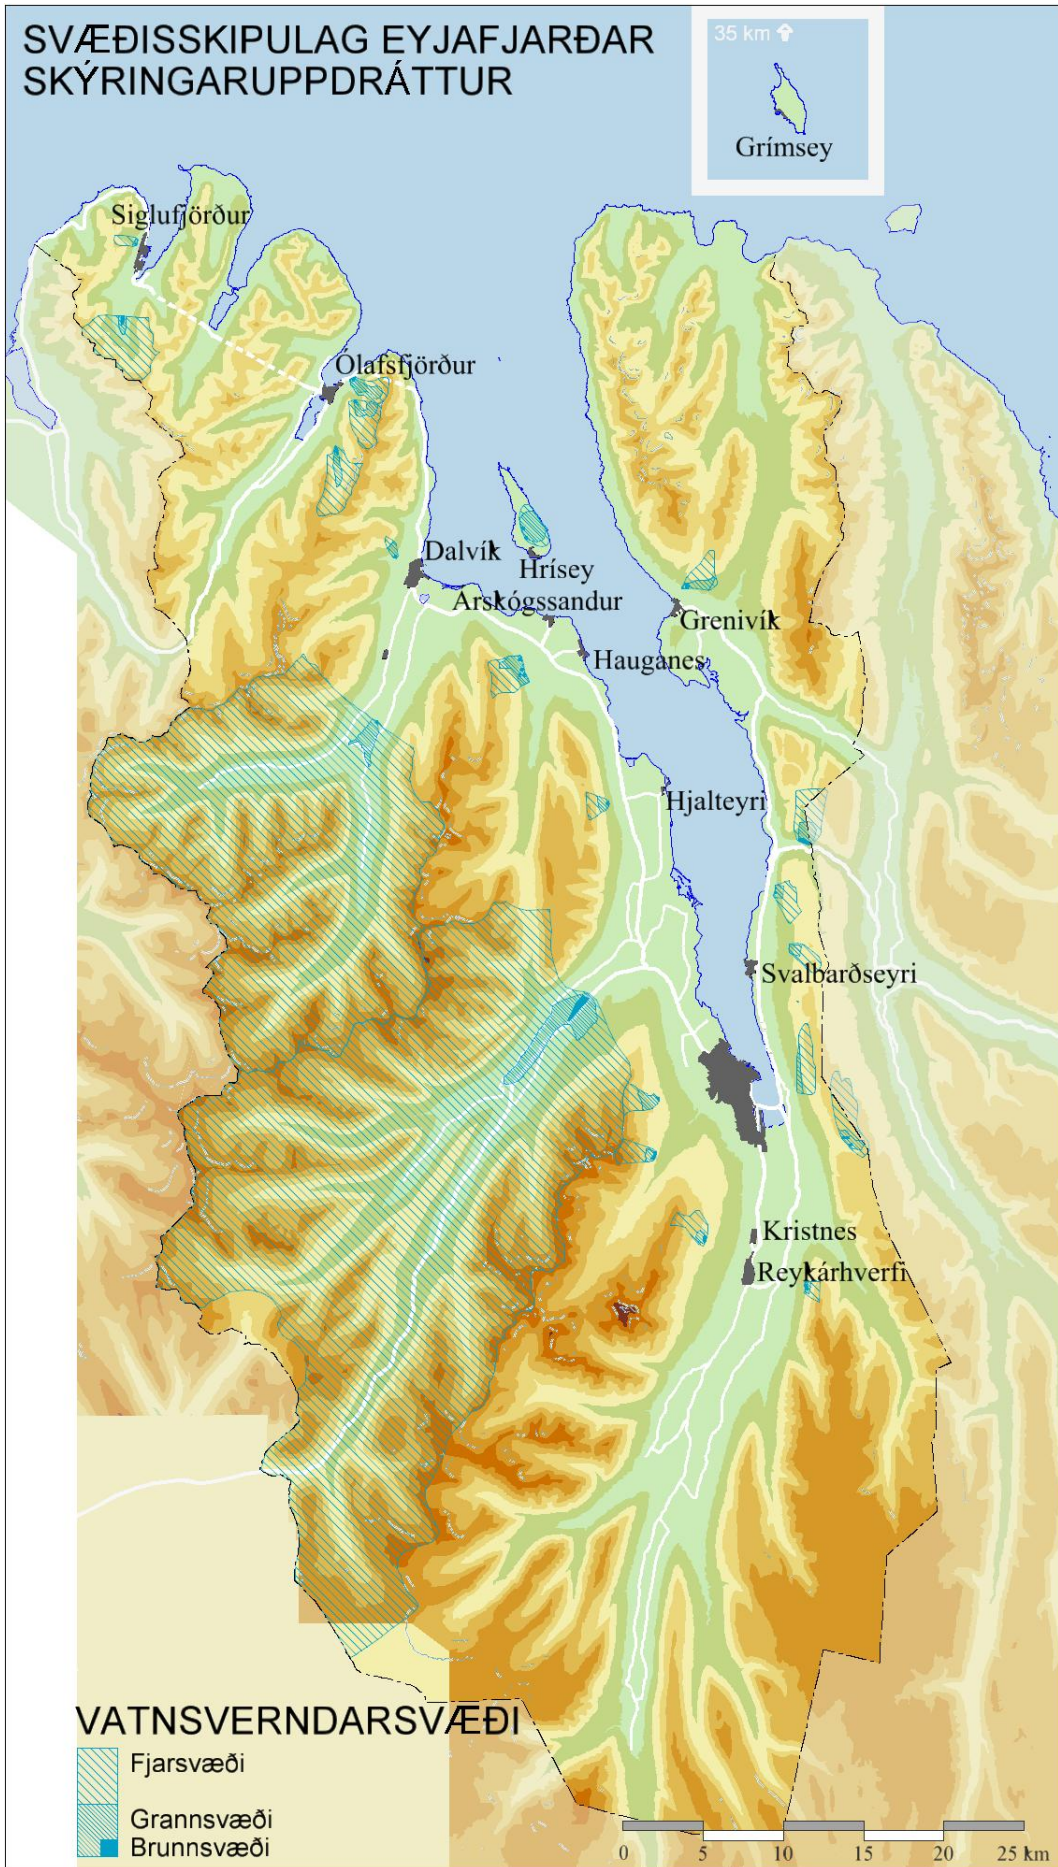 SVÆÐISSKIPULAG EYJAFJARÐAR
SKÝRINGARUPPDRÁTTUR
35 km
Grímsey
Siglufjörður
Ólafsfjörður
Dalvík
Hrísey
Arskógssandur
Grenivík
Hauganes
Hjalteyri
Svalbarðseyri
Kristnes
Reykárhverfi
VATNSVERNDARSVÆÐI
Fjarsvæði
Grannsvæði
Brunnsvæði
0 5 10 15 20 25 km